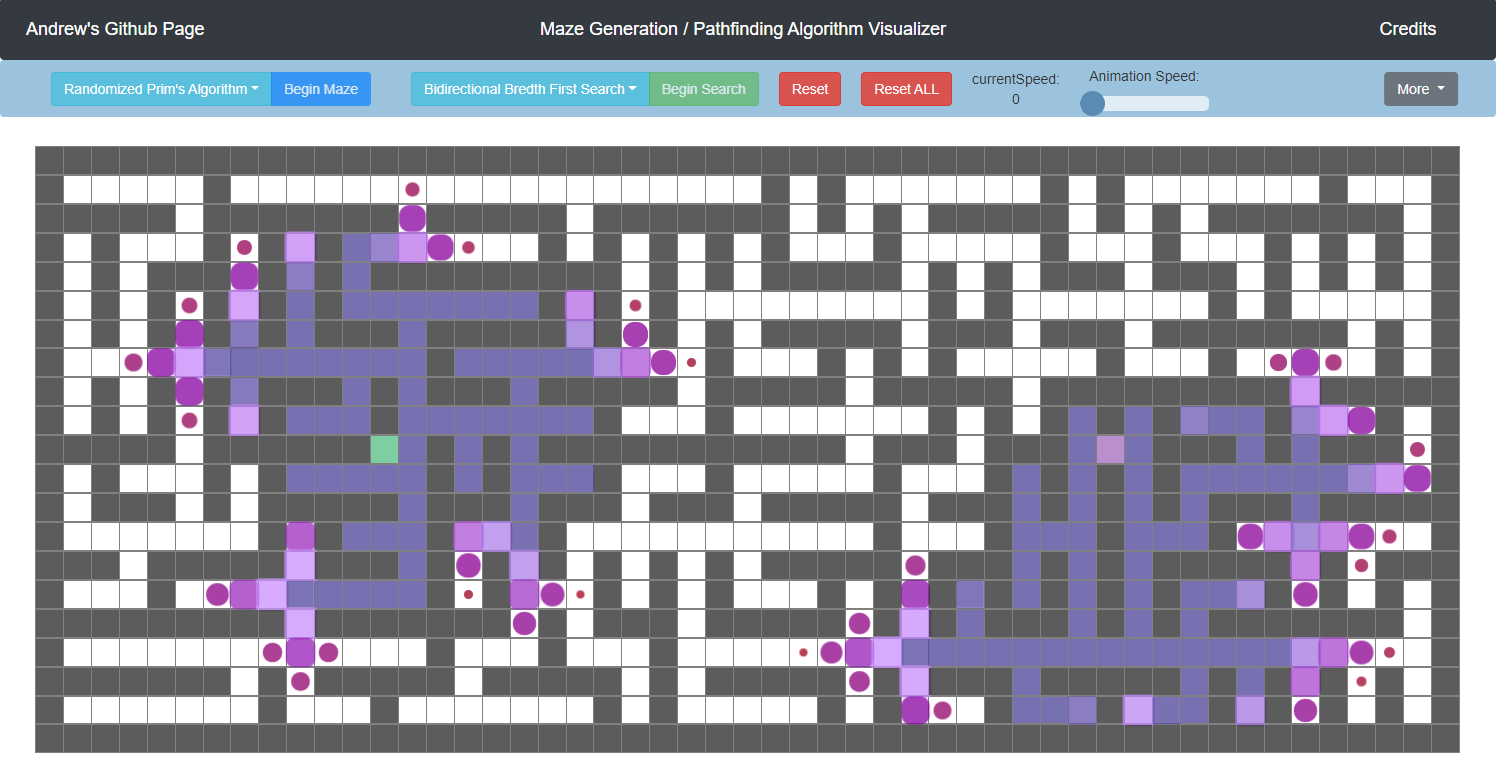 Andrew's Github Page
Maze Generation / Pathfinding Algorithm Visualizer
Credits
Randomized Prim's Algorithm
Begin Maze
Bidirectional Bredth First Search
Begin Search
Reset
Reset ALL
currentSpeed:
0
Animation Speed:
More